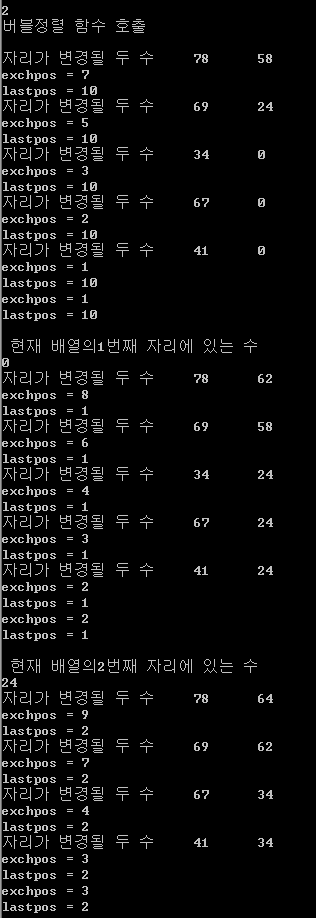 2
버블정렬 함수 호출
자리가 변경될 두 수 78 58
exchpos = 7
lastpos = 10
자리가 변경될 두 수 69 24
exchpos = 5
lastpos = 10
자리가 변경될 두 수 34 0
exchpos = 3
lastpos = 10
자리가 변경될 두 수 67 0
exchpos = 2
lastpos = 10
자리가 변경될 두 수 41 0
exchpos = 1
lastpos = 10
exchpos = 1
lastpos = 10
현재 배열의1번째 자리에 있는 수
0
자리가 변경될 두 수 78 62
exchpos = 8
lastpos = 1
자리가 변경될 두 수 69 58
exchpos = 6
lastpos = 1
자리가 변경될 두 수 34 24
exchpos = 4
lastpos = 1
자리가 변경될 두 수 67 24
exchpos = 3
lastpos = 1
자리가 변경될 두 수 41 24
exchpos = 2
lastpos = 1
exchpos = 2
lastpos = 1
현재 배열의2번째 자리에 있는 수
24
자리가 변경될 두 수 78 64
exchpos = 9
lastpos = 2
자리가 변경될 두 수 69 62
exchpos = 7
lastpos = 2
자리가 변경될 두 수 67 34
exchpos = 4
lastpos = 2
자리가 변경될 두 수 41 34
exchpos = 3
lastpos = 2
exchpos = 3
lastpos = 2